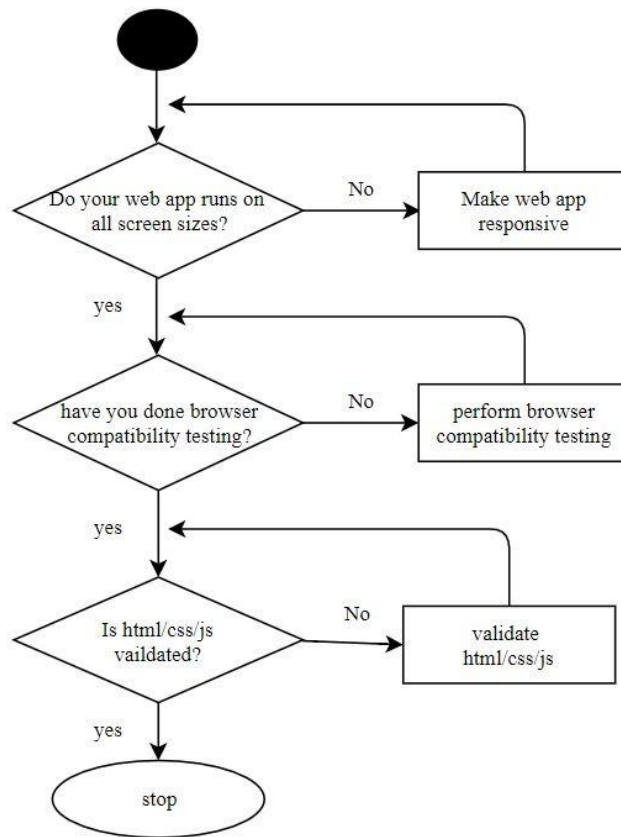 Do your web app runs on
all screen sizes?
No
Make web app
responsive
yes
have you done browser
compatibility testing?
No
perform browser
compatibility testing
yes
Is html/css/js
vaildated?
No
validate
html/css/js
yes
stop